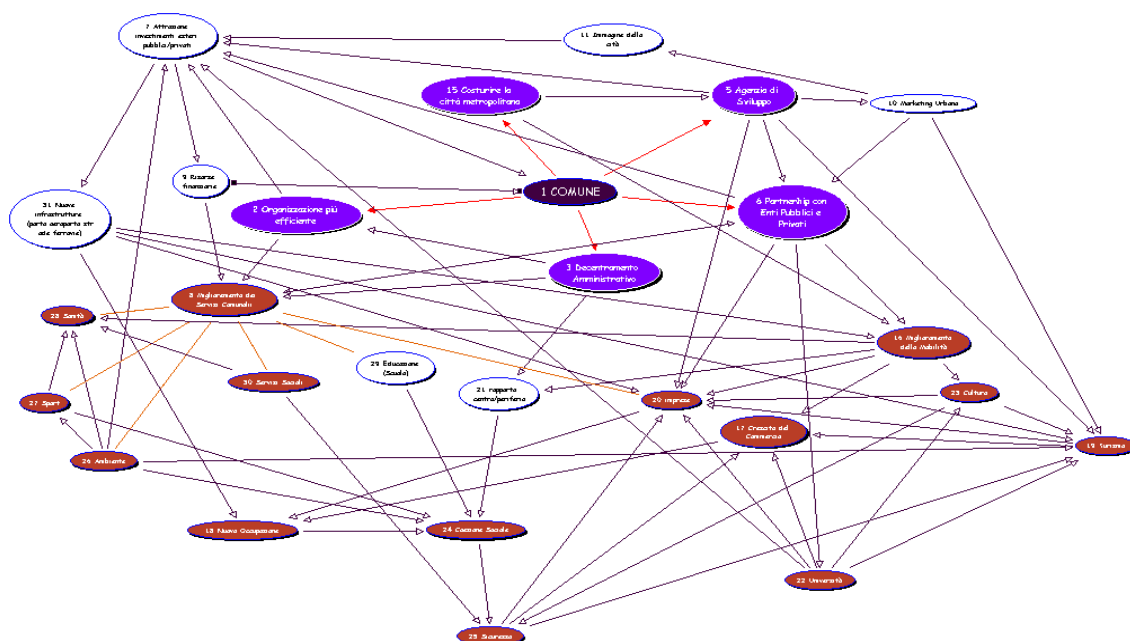 7 Attrazione
investimenti esteri
pubblici/privati
11 Immagine della
città
15 Costurire la
città metropolitana
5 Agenzia di
Sviluppo
10 Marketing Urbano
9 Risorse
finanziarie
1 COMUNE
31 Nuove
infrastrutture
(porto aeroporto str
ade ferrovie)
2 Organizzazione più
efficiente
6 Partnership con
Enti Pubblici e
Privati
3 Decentramento
Amministrativo
8 Miglioramento dei
Servizi Comunali
28 Sanità
16 Miglioramento
della Mobilità
29 Educazione
(Scuola)
30 Servizi Sociali
21 rapporto
centro/periferia
23 Cultura
27 Sport
20 Imprese
17 Crescita del
Commercio
19 Turismo
26 Ambiente
18 Nuova Occupazione
24 Coesione Sociale
22 Università
25 Sicurezza